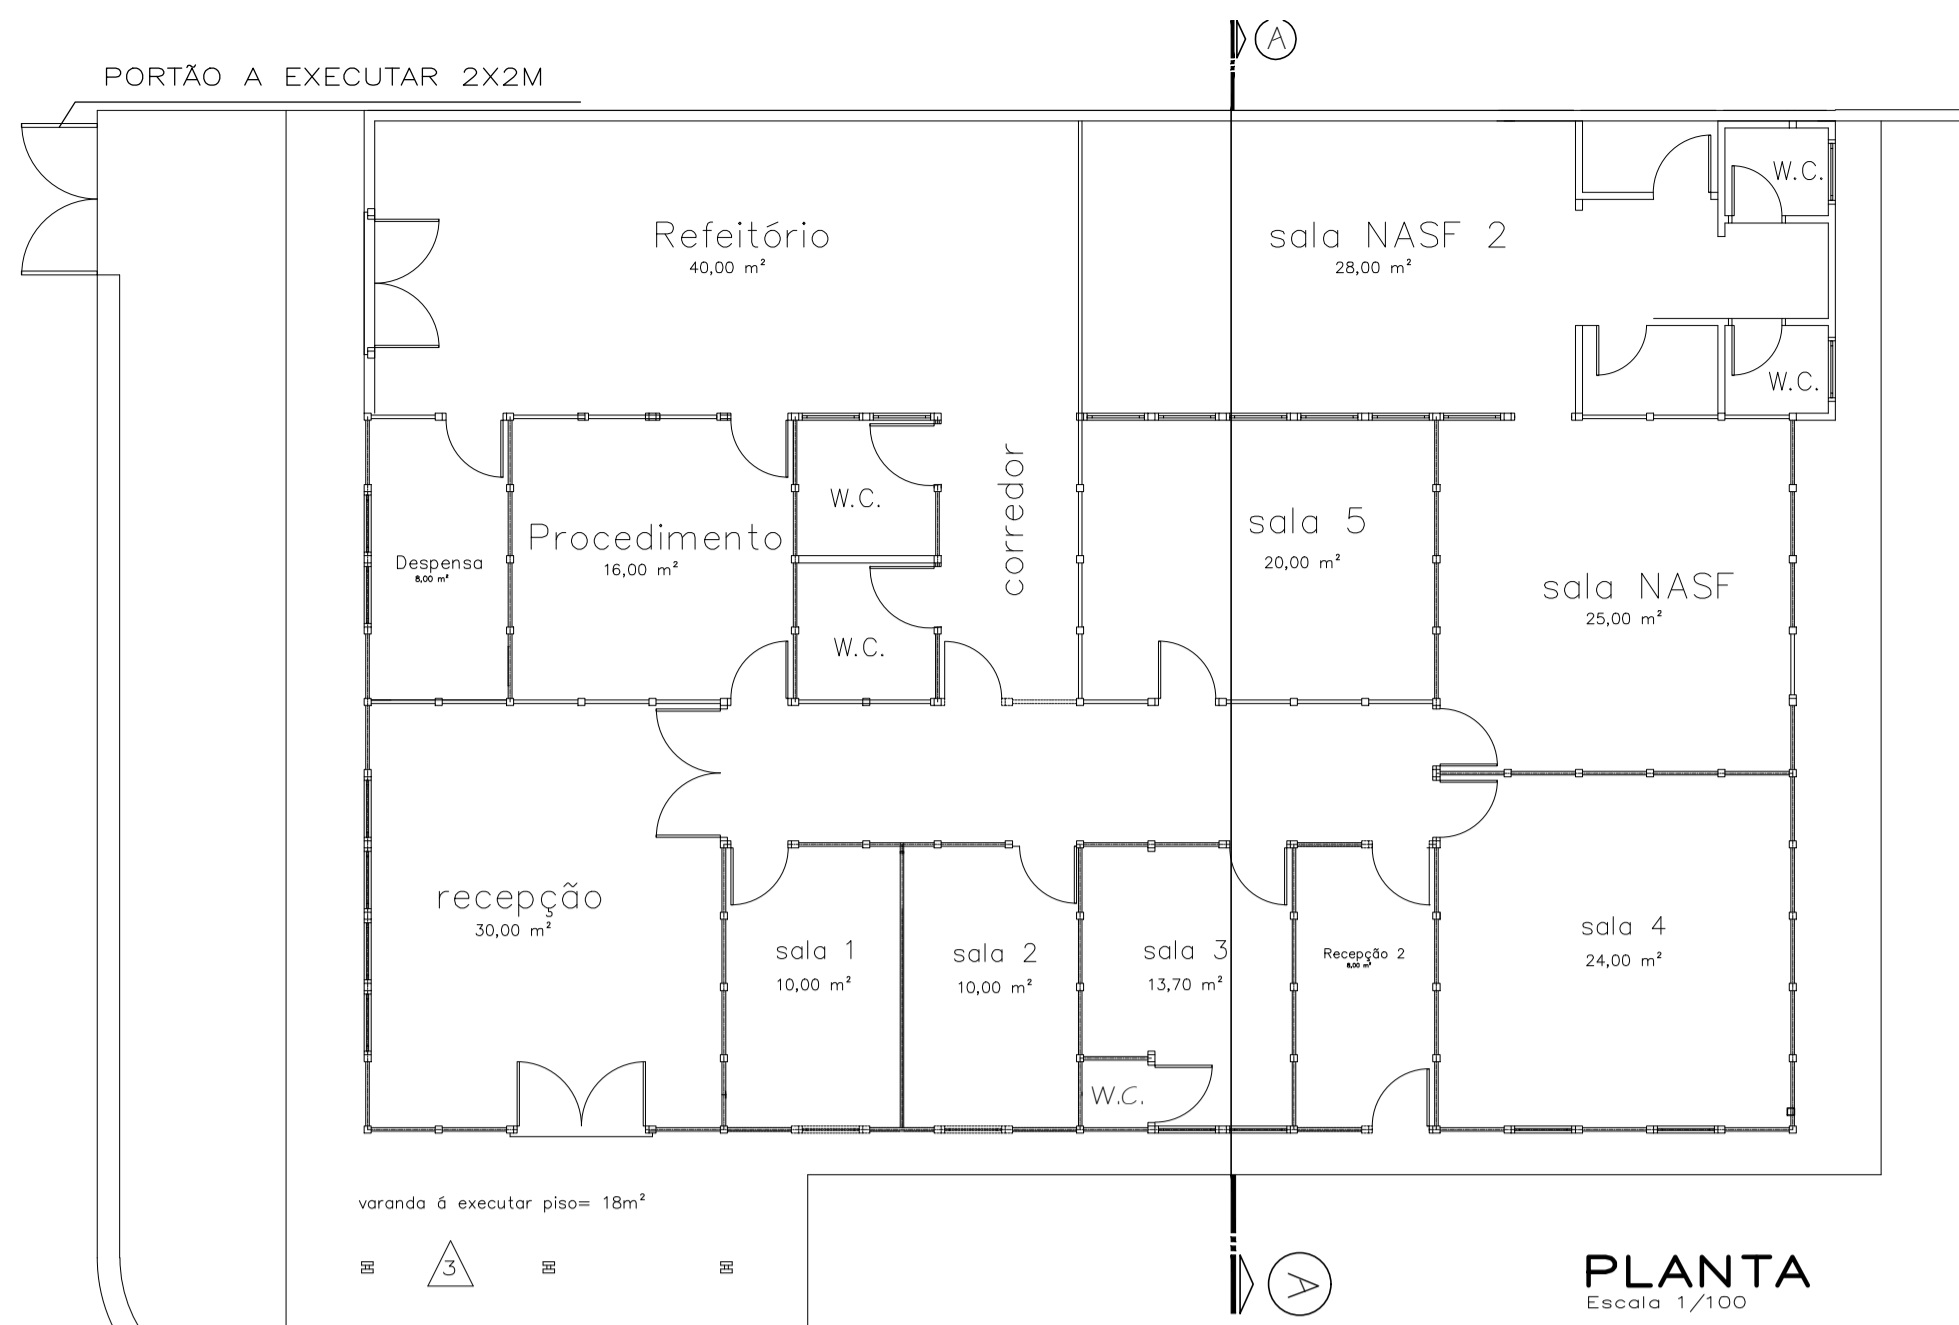 A
PORTÃO A EXECUTAR 2X2M
Refeitório
40,00 m²
sala NASF 2
28,00 m²
W.C.
W.C.
Despensa
8,00 m²
Procedimento
16,00 m²
W.C.
W.C.
corredor
sala 5
20,00 m²
sala NASF
25,00 m²
recepção
30,00 m²
sala 1
10,00 m²
sala 2
10,00 m²
sala 3
13,70 m²
W.C.
Recepção 2
8,00 m²
sala 4
24,00 m²
varanda á executar piso= 18m²
3
A
PLANTA
Escala 1/100